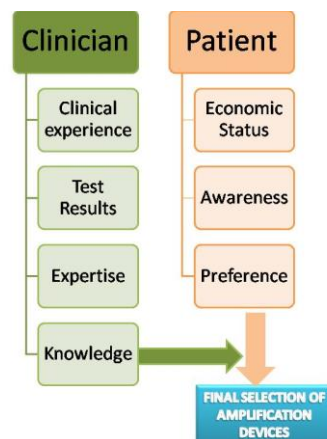 Clinician
Clinical
experience
Test
Results
Expertise
Knowledge
Patient
Economic
Status
Awareness
Preference
FINAL SELECTION OF
AMPLIFICATION
DEVICES